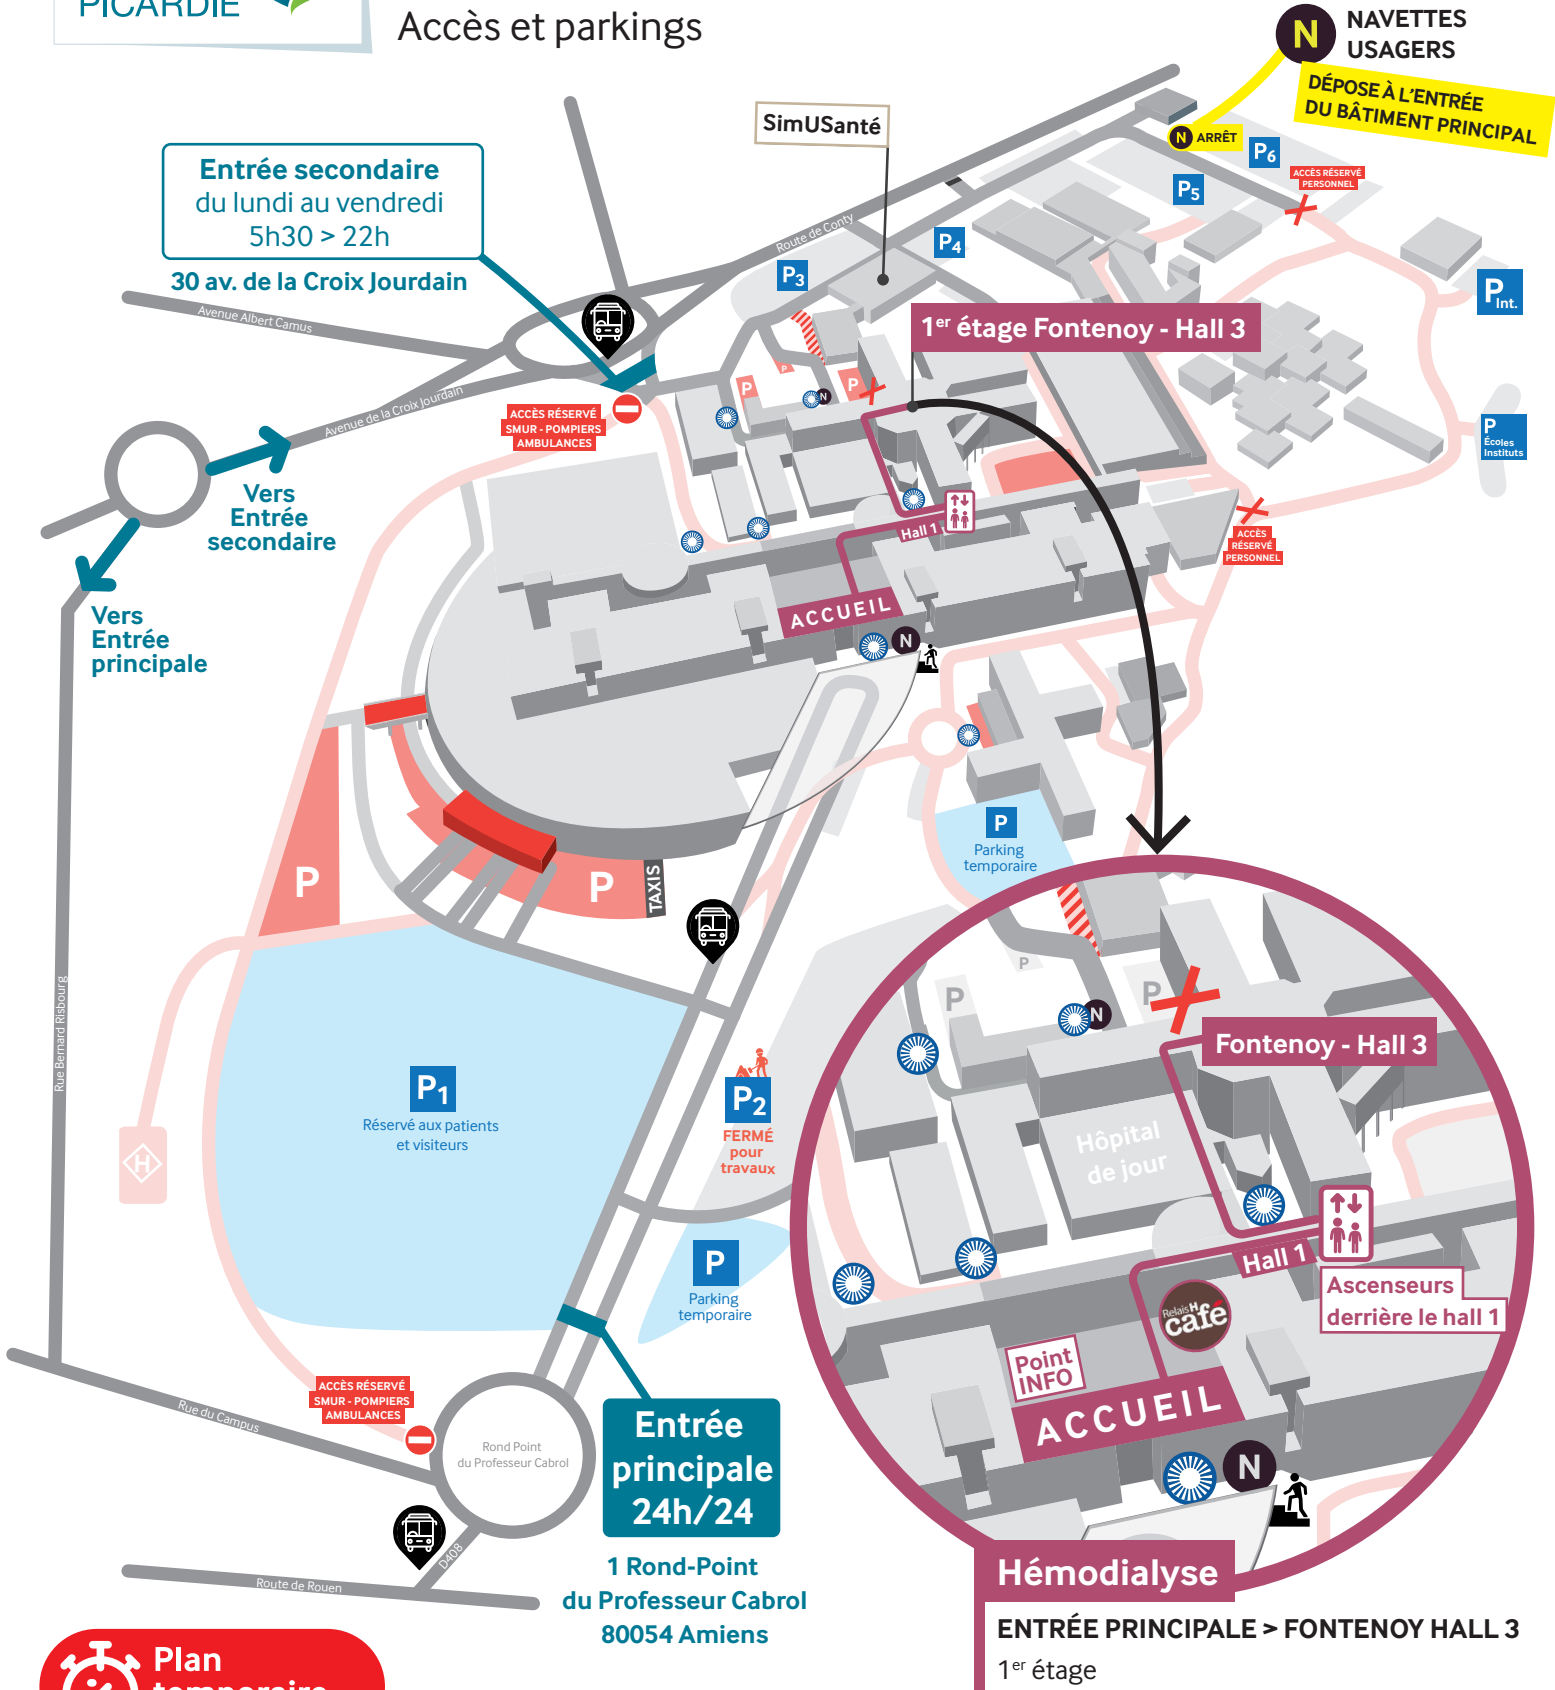 PICARDIE
Accès et parkings
N
NAVETTES
USAGERS
DÉPOSE À L'ENTRÉE
DU BÂTIMENT PRINCIPAL
N ARRÊT
SimUSanté
P6
P5
ACCÈS RÉSERVÉ
PERSONNEL
Entrée secondaire
du lundi au vendredi
5h30 > 22h
30 av. de la Croix Jourdain
Route de Conty
P4
P3
PInt.
Avenue Albert Camus
1er étage Fontenoy - Hall 3
P
P
P
N
Avenue de la Croix Jourdain
ACCÈS RÉSERVÉ
SMUR - POMPIERS
AMBULANCES
P
Écoles
Instituts
Vers
Entrée
secondaire
Hall 1
ACCÈS
RÉSERVÉ
PERSONNEL
Vers
Entrée
principale
ACCUEIL
N
P
Parking
temporaire
P
P
TAXIS
Rue Bernard Risbourg
P
P
P
N
Fontenoy - Hall 3
P1
Réservé aux patients
et visiteurs
P2
FERMÉ
pour
travaux
Hôpital
de jour
H
Hall 1
P
Parking
temporaire
Ascenseurs
derrière le hall 1
Relais H
café
Point
INFO
ACCUEIL
N
ACCÈS RÉSERVÉ
SMUR - POMPIERS
AMBULANCES
Rue du Campus
Rond Point
du Professeur Cabrol
Entrée
principale
24h/24
D408
Route de Rouen
1 Rond-Point
du Professeur Cabrol
80054 Amiens
Hémodialyse
ENTRÉE PRINCIPALE > FONTENOY HALL 3
1er étage
Plan
temporaire